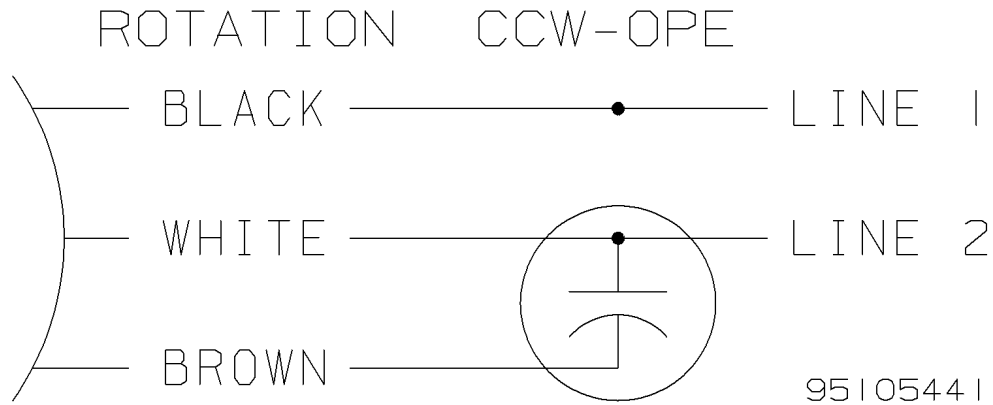 ROTATION CCW-OPE
BLACK LINE 1
WHITE LINE 2
BROWN
95105441